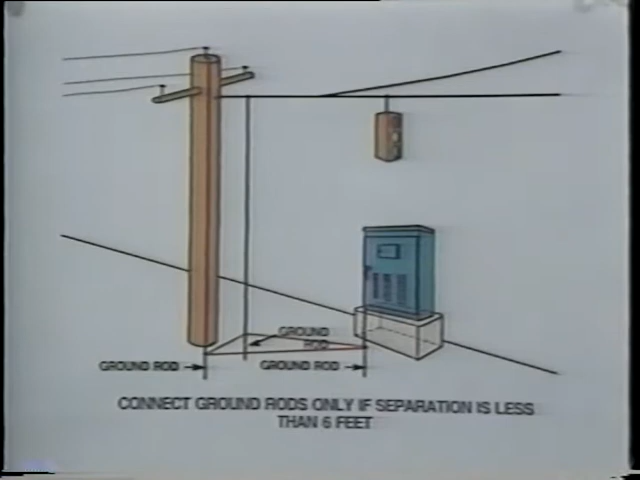 GROUND
ROD
GROUND ROD
GROUND ROD
CONNECT GROUND RODS ONLY IF SEPARATION IS LESS
THAN 6 FEET